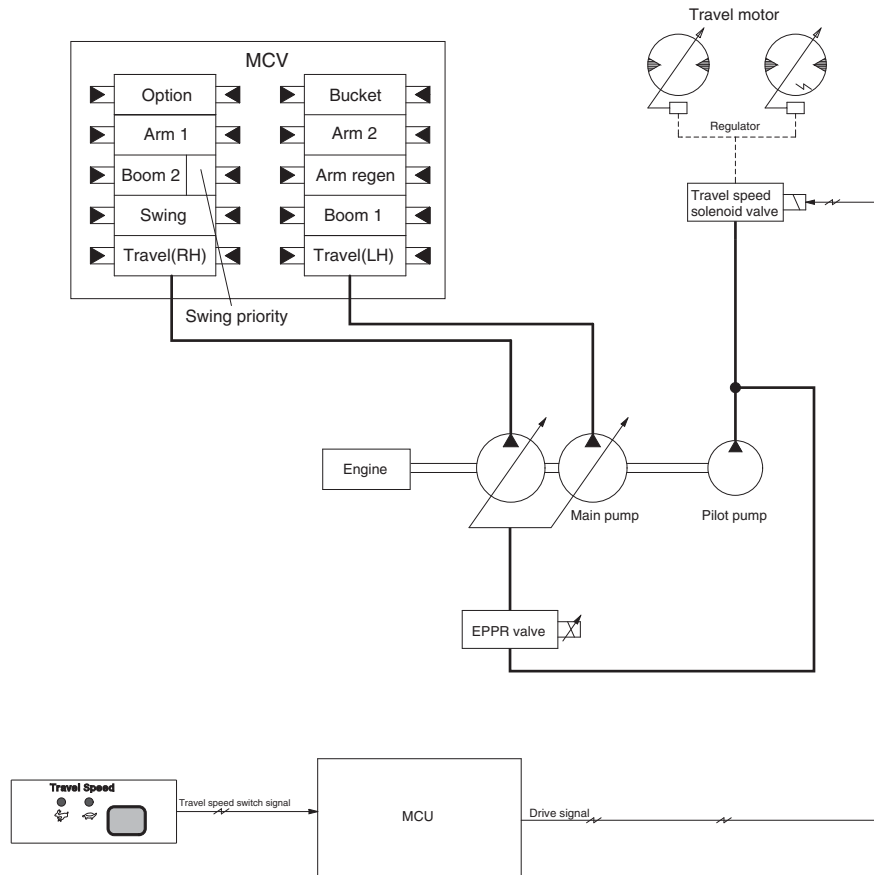 Travel motor
MCV
Option
Bucket
Arm 1
Arm 2
Regulator
Boom 2
Arm regen
Travel speed
solenoid valve
Swing
Boom 1
Travel(RH)
Travel(LH)
Swing priority
Engine
Main pump
Pilot pump
EPPR valve
Travel Speed
Travel speed switch signal
MCU
Drive signal